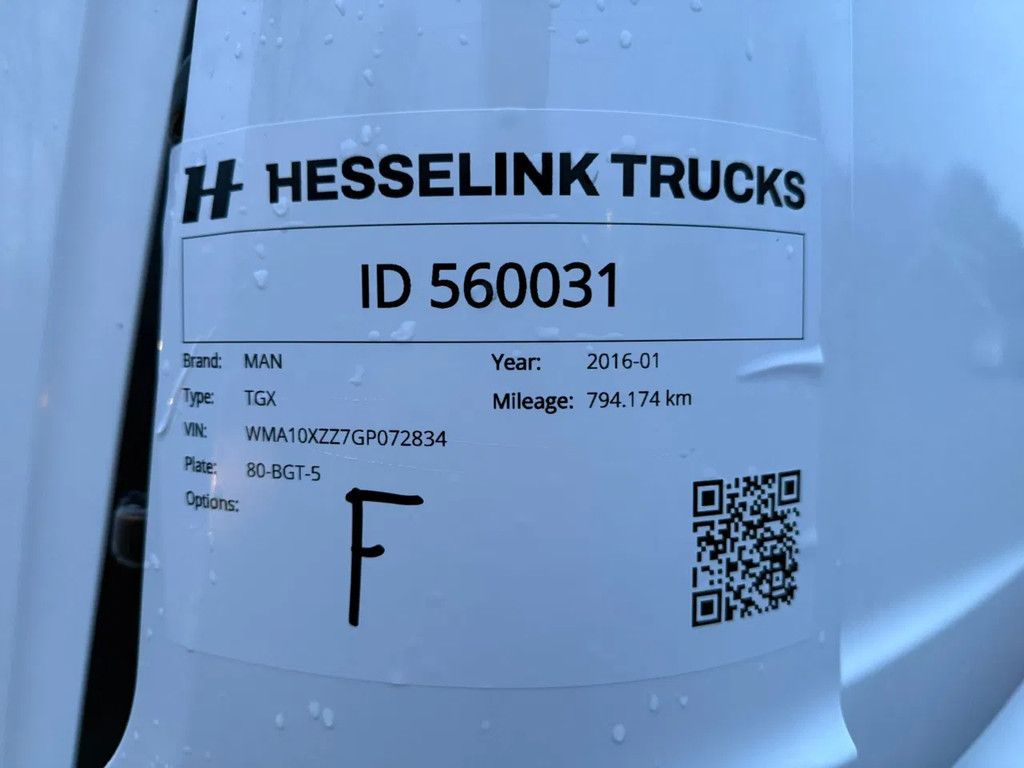 H HESSELINK TRUCKS
ID 560031
Brand: MAN Year: 2016-01
Type: TGX Mileage: 794.174 km
VIN: WMA10XZZ7GP072834
Plate: 80-BGT-5
Options:
F